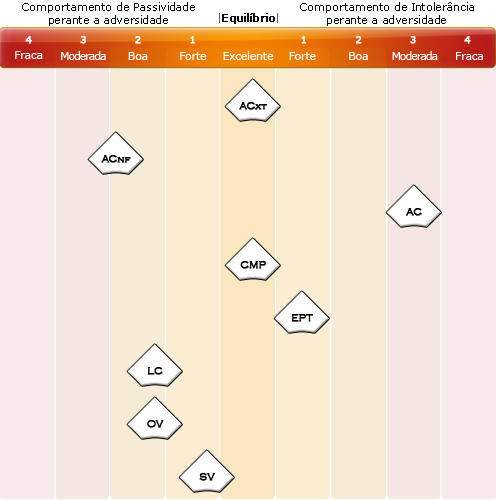 Comportamento de Passividade
perante a adversidade
|Equilíbrio|
Comportamento de Intolerância
perante a adversidade
4 3 2 1 1 2 3 4
Fraca Moderada Boa Forte Excelente Forte Boa Moderada Fraca
ACXT
ACNF
AC
CMP
EPT
LC
OV
SV